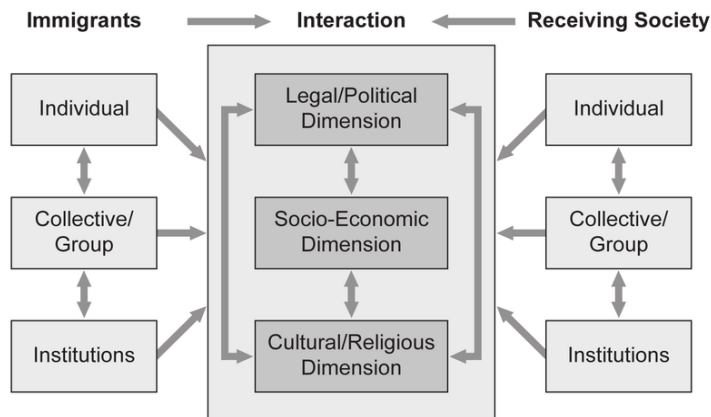 Immigrants
Interaction
Receiving Society
Individual
Legal/Political
Dimension
Individual
Collective/
Group
Socio-Economic
Dimension
Collective/
Group
Institutions
Cultural/Religious
Dimension
Institutions